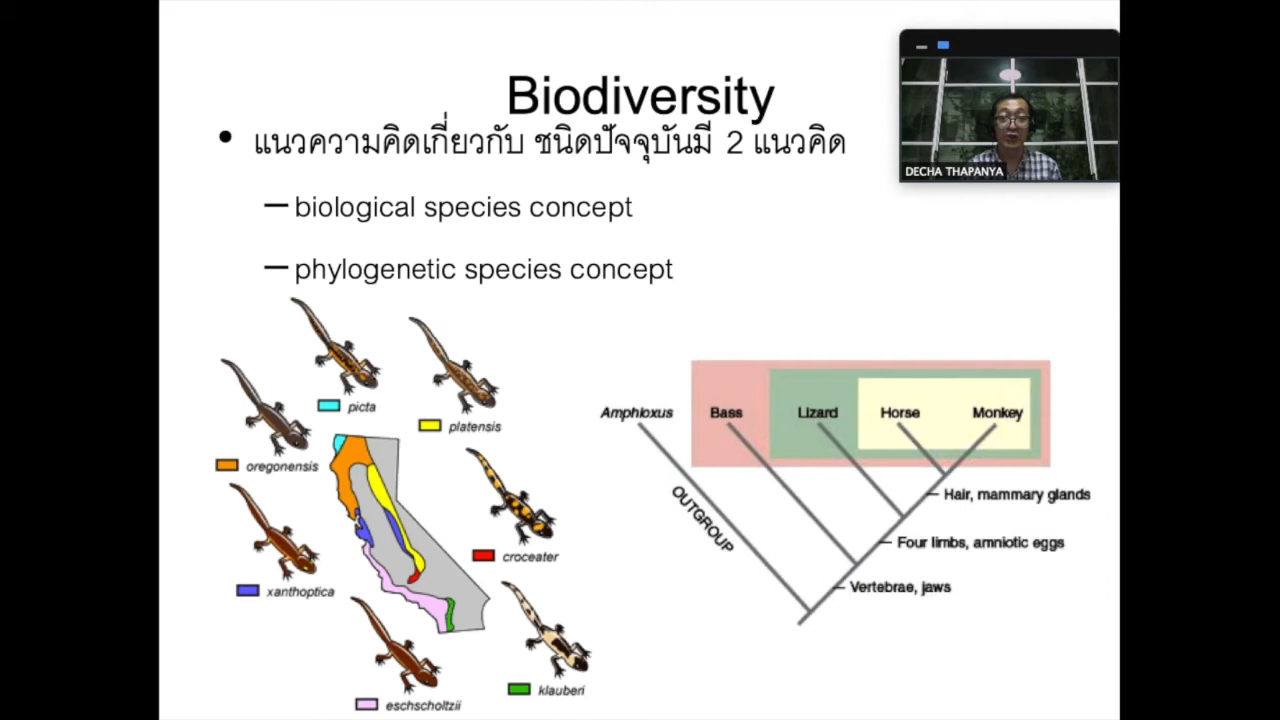 Biodiversity
• แนวความคิดเกี่ยวกับ ชนิดปัจจุบันมี 2 แนวคิด
– biological species concept
– phylogenetic species concept
DECHA THAPANYA
picta
platensis
oregonensis
croceater
xanthoptica
klauberi
eschscholtzii
Amphioxus
Bass
Lizard
Horse
Monkey
OUTGROUP
Hair, mammary glands
Four limbs, amniotic eggs
Vertebrae, jaws